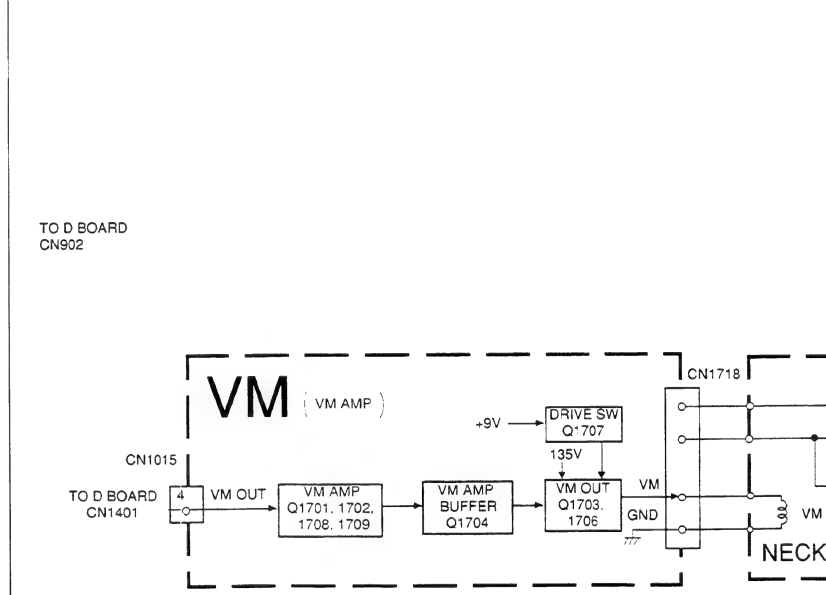 TO D BOARD
CN902
VM ( VM AMP )
CN1718
DRIVE SW
Q1707
+9V
135V
CN1015
TO D BOARD
CN1401
4
VM OUT
VM AMP
Q1701, 1702,
1708, 1709
VM AMP
BUFFER
Q1704
VM OUT
Q1703,
1706
VM
GND
VM
NECK